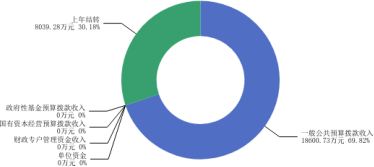 上年结转
8039.28万元 30.18%
政府性基金预算拨款收入
0万元 0%
国有资本经营预算拨款收入
0万元 0%
财政专户管理资金收入
0万元 0%
单位资金
0万元 0%
一般公共预算拨款收入
18600.73万元 69.82%